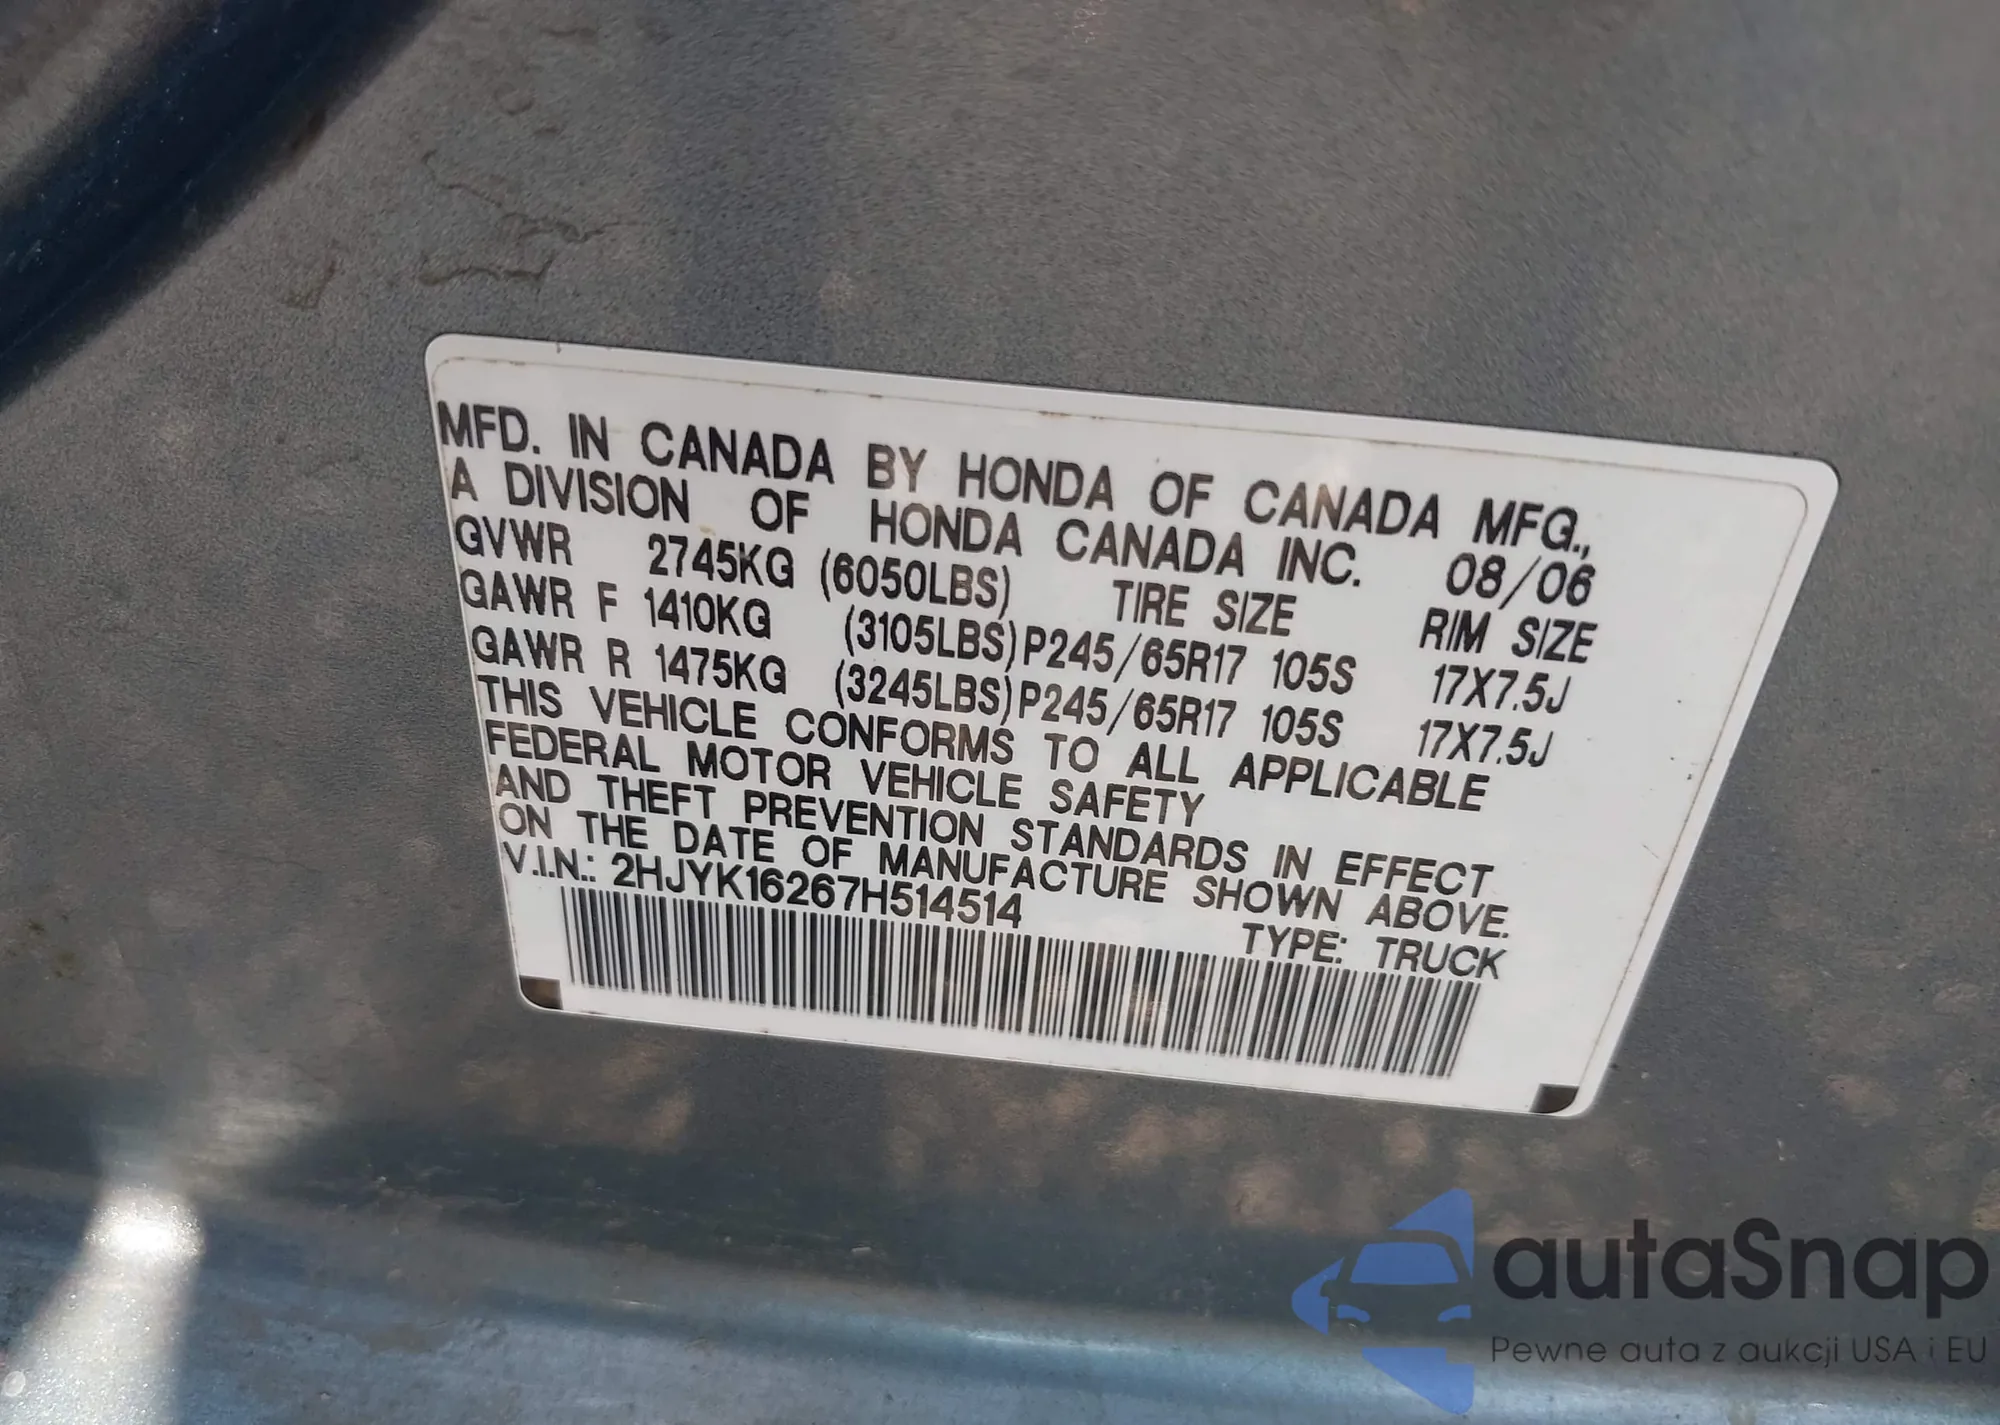 MFD. IN CANADA BY HONDA OF CANADA MFG.,
A DIVISION OF HONDA CANADA INC. 08/06
GVWR 2745KG (6050LBS) TIRE SIZE RIM SIZE
GAWR F 1410KG (3105LBS) P245/65R17 105S 17X7.5J
GAWR R 1475KG (3245LBS) P245/65R17 105S 17X7.5J
THIS VEHICLE CONFORMS TO ALL APPLICABLE
FEDERAL MOTOR VEHICLE SAFETY
AND THEFT PREVENTION STANDARDS IN EFFECT
ON THE DATE OF MANUFACTURE SHOWN ABOVE.
V.I.N.: 2HJYK16267H514514 TYPE: TRUCK
autaSnap
Pewne auta z aukcji USA i EU